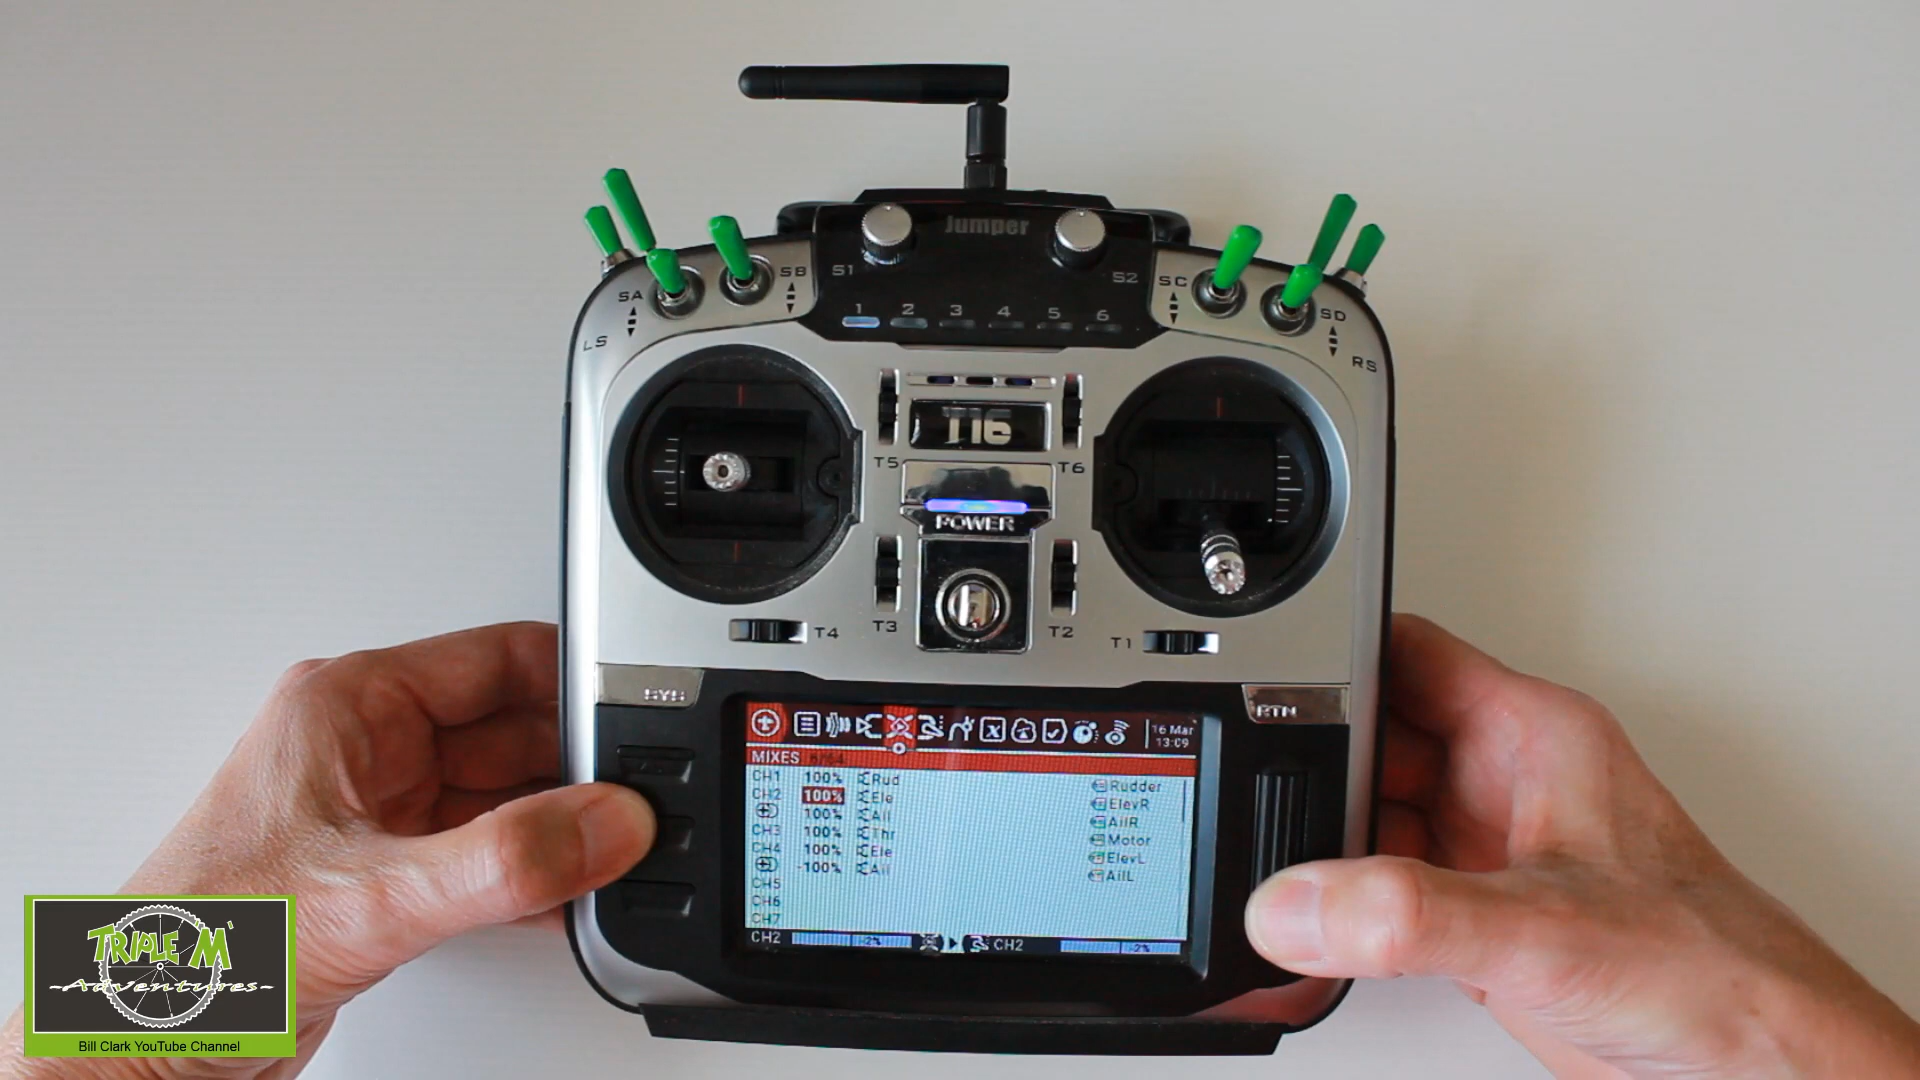 Jumper
S1
S2
SA
SB
SC
SD
LS
RS
1 2 3 4 5 6
T16
T5
T6
POWER
T4
T3
T2
T1
SYS
RTN
16 Mar
13:09
MIXES
CH1 100% Rud Rudder
CH2 100% Ele ElevR
100% Ail AilR
CH3 100% Thr Motor
CH4 100% Ele ElevL
-100% Ail AilL
CH5
CH6
CH7
CH2 -2% CH2 -2%
TRIPLE M
~Adventures~
Bill Clark YouTube Channel